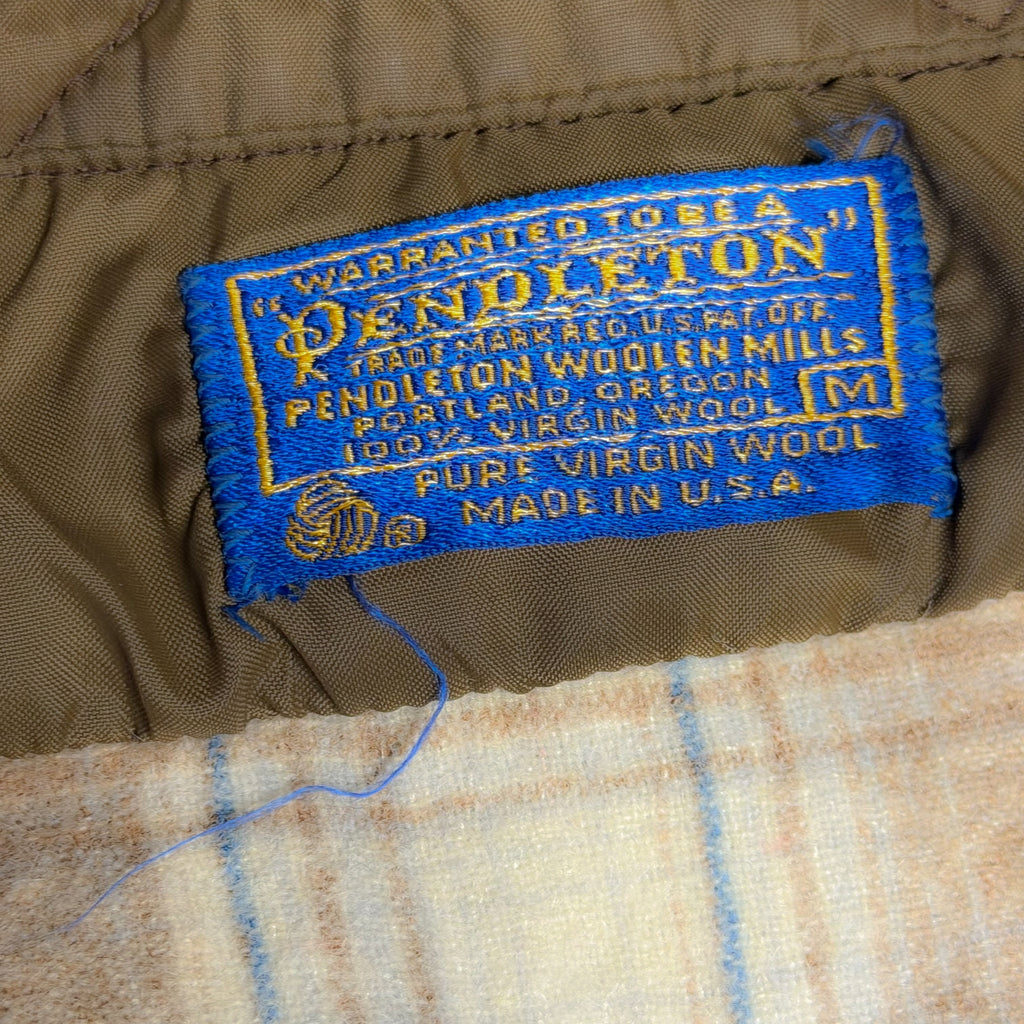 WARRANTED TO BE A
"PENDLETON"
TRADE MARK REG. U.S. PAT. OFF.
PENDLETON WOOLEN MILLS
PORTLAND, OREGON
100% VIRGIN WOOL M
PURE VIRGIN WOOL
® MADE IN U.S.A.